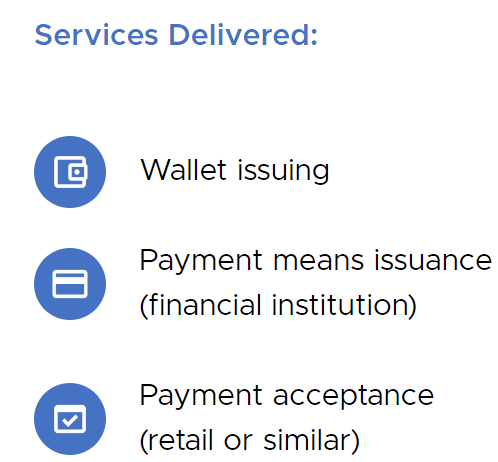 Services Delivered:
Wallet issuing
Payment means issuance
(financial institution)
Payment acceptance
(retail or similar)